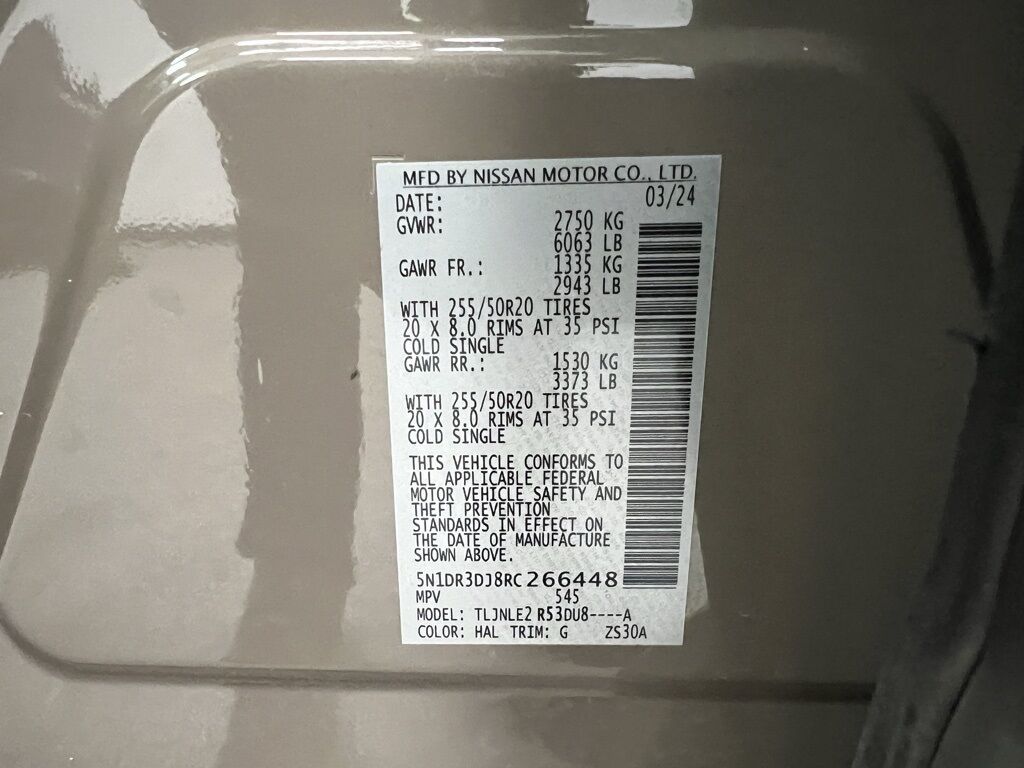 MFD BY NISSAN MOTOR CO., LTD.
DATE: 03/24
GVWR: 2750 KG
6063 LB
GAWR FR.: 1335 KG
2943 LB
WITH 255/50R20 TIRES
20 X 8.0 RIMS AT 35 PSI
COLD SINGLE
GAWR RR.: 1530 KG
3373 LB
WITH 255/50R20 TIRES
20 X 8.0 RIMS AT 35 PSI
COLD SINGLE
THIS VEHICLE CONFORMS TO
ALL APPLICABLE FEDERAL
MOTOR VEHICLE SAFETY AND
THEFT PREVENTION
STANDARDS IN EFFECT ON
THE DATE OF MANUFACTURE
SHOWN ABOVE.
5N1DR3DJ8RC266448
MPV 545
MODEL: TLJNLE2 R53DU8----A
COLOR: HAL TRIM: G ZS30A